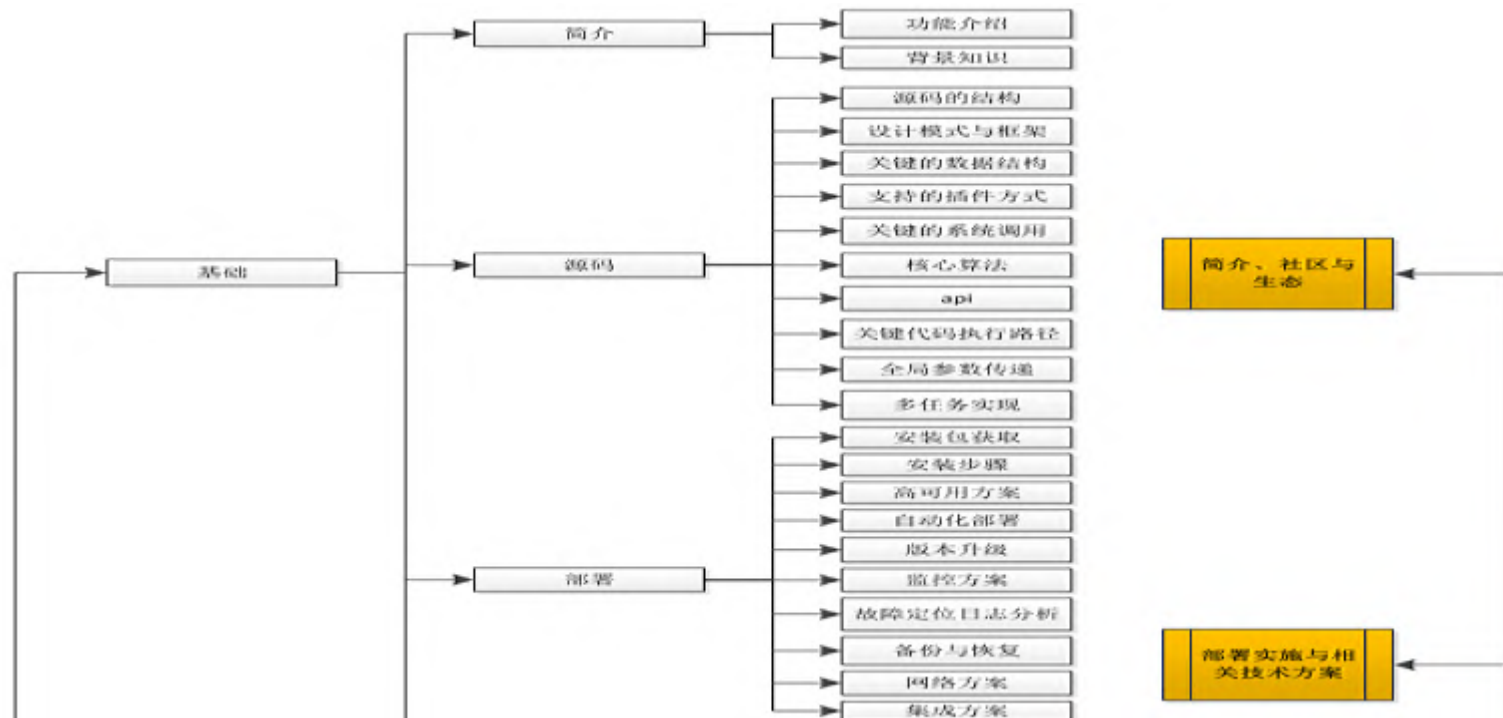 简介
功能介绍
背景知识
基础
源码
源码的结构
设计模式与框架
关键的数据结构
支持的插件方式
关键的系统调用
核心算法
api
关键代码执行路径
全局参数传递
多任务实现
部署
安装包获取
安装步骤
高可用方案
自动化部署
版本升级
监控方案
故障定位日志分析
备份与恢复
网络方案
集成方案
简介、社区与
生态
部署实施与相
关技术方案